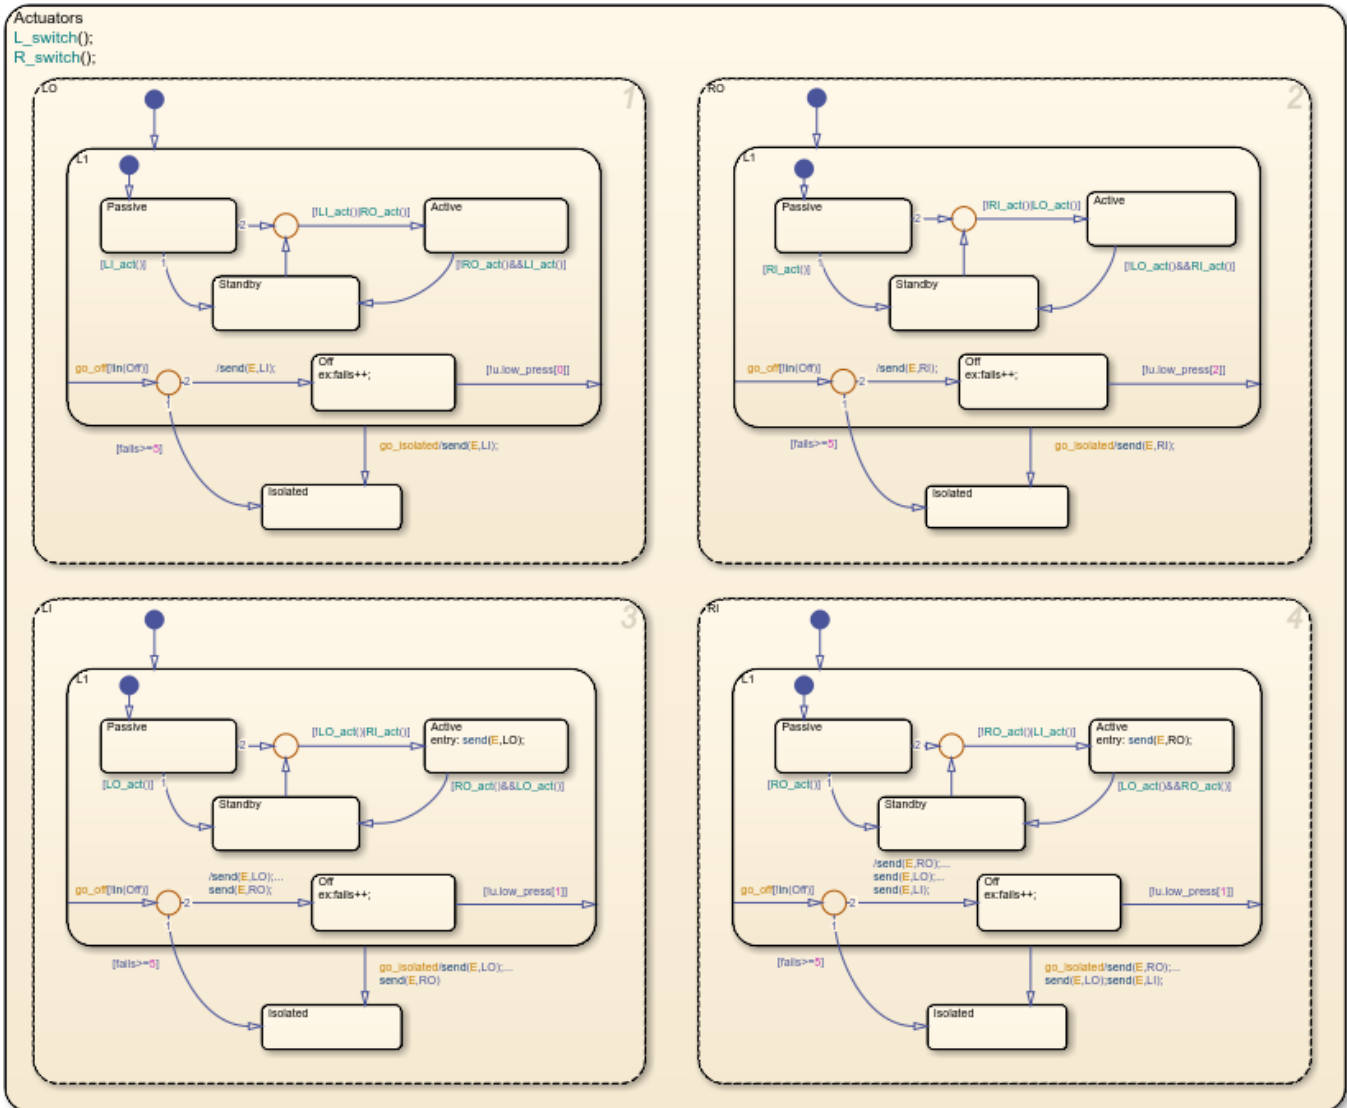 Actuators
L_switch();
R_switch();
LO
1
L1
Passive
2
[!LI_act()|RO_act()]
Active
[LI_act()]
1
[!RO_act()&&LI_act()]
Standby
go_off[!in(Off)]
2
/send(E,LI);
Off
ex:fails++;
[!u.low_press[0]]
1
[fails>=5]
go_isolated/send(E,LI);
Isolated
RO
2
L1
Passive
2
[!RI_act()|LO_act()]
Active
[RI_act()]
1
[!LO_act()&&RI_act()]
Standby
go_off[!in(Off)]
2
/send(E,RI);
Off
ex:fails++;
[!u.low_press[2]]
1
[fails>=5]
go_isolated/send(E,RI);
Isolated
LI
3
L1
Passive
2
[!LO_act()|RI_act()]
Active
entry: send(E,LO);
[LO_act()]
1
[RO_act()&&LO_act()]
Standby
go_off[!in(Off)]
2
/send(E,LO);...
send(E,RO);
Off
ex:fails++;
[!u.low_press[1]]
1
[fails>=5]
go_isolated/send(E,LO);...
send(E,RO)
Isolated
RI
4
L1
Passive
2
[!RO_act()|LI_act()]
Active
entry: send(E,RO);
[RO_act()]
1
[LO_act()&&RO_act()]
Standby
go_off[!in(Off)]
2
/send(E,RO);...
send(E,LO);...
send(E,LI);
Off
ex:fails++;
[!u.low_press[1]]
1
[fails>=5]
go_isolated/send(E,RO);...
send(E,LO);send(E,LI);
Isolated